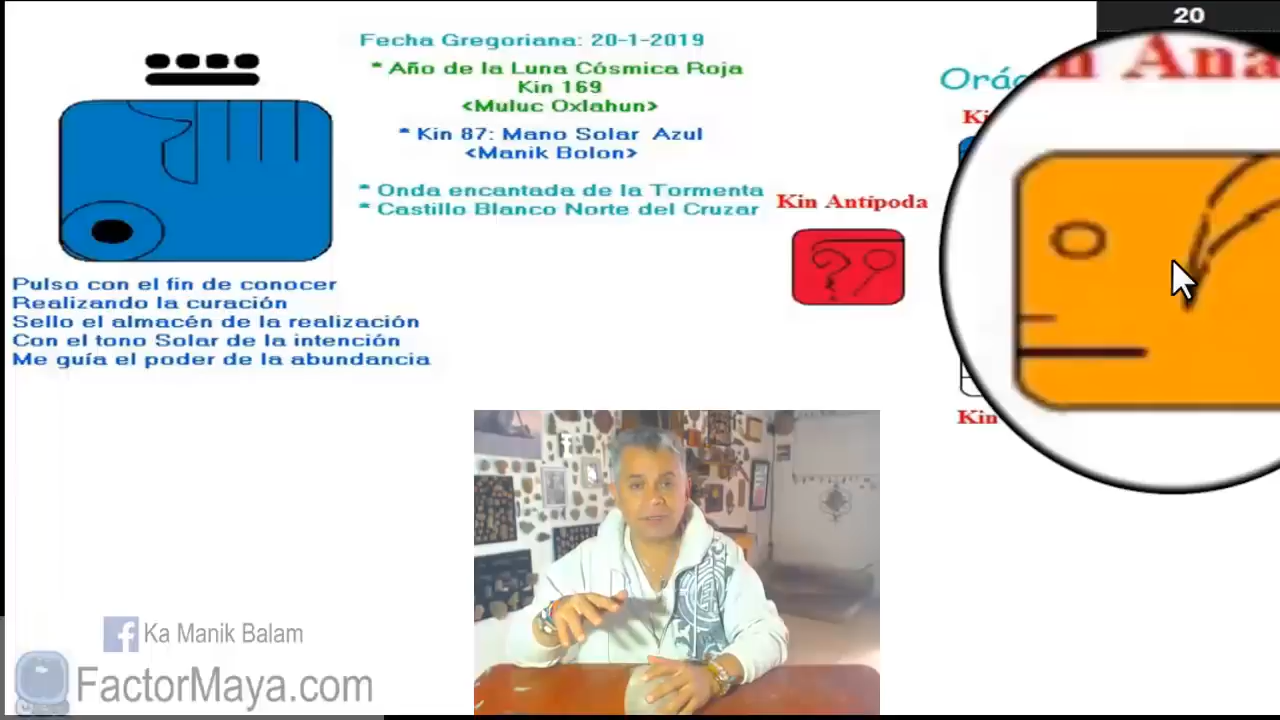 20
Fecha Gregoriana: 20-1-2019
* Año de la Luna Cósmica Roja
Kin 169
<Muluc Oxlahun>
* Kin 87: Mano Solar Azul
<Manik Bolon>
* Onda encantada de la Tormenta
* Castillo Blanco Norte del Cruzar
Kin Antípoda
Kin
Pulso con el fin de conocer
Realizando la curación
Sello el almacén de la realización
Con el tono Solar de la intención
Me guía el poder de la abundancia
Ka Manik Balam
FactorMaya.com